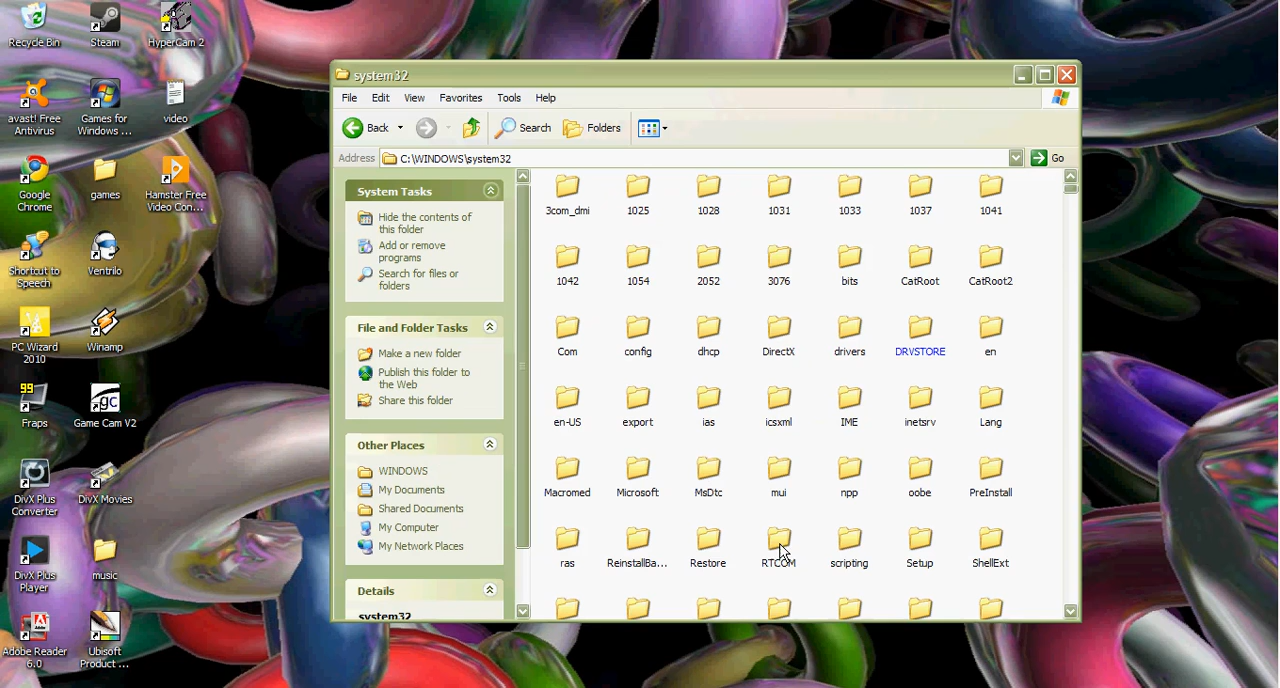 Recycle Bin
Steam
HyperCam 2
avast! Free
Antivirus
Games for
Windows ...
video
Google
Chrome
games
Hamster Free
Video Con...
Shortcut to
Speech
Ventrilo
PC Wizard
2010
Winamp
99
Fraps
gc
Game Cam V2
DivX Plus
Converter
DivX Movies
DivX Plus
Player
music
Adobe Reader
6.0
Ubisoft
Product ...
system32
File Edit View Favorites Tools Help
Back Search Folders
Address C:\WINDOWS\system32 Go
System Tasks
Hide the contents of
this folder
Add or remove
programs
Search for files or
folders
File and Folder Tasks
Make a new folder
Publish this folder to
the Web
Share this folder
Other Places
WINDOWS
My Documents
Shared Documents
My Computer
My Network Places
Details
system32
3com_dmi 1025 1028 1031 1033 1037 1041
1042 1054 2052 3076 bits CatRoot CatRoot2
Com config dhcp DirectX drivers DRVSTORE en
en-US export ias icsxml IME inetsrv Lang
Macromed Microsoft MsDtc mui npp oobe PreInstall
ras ReinstallBa... Restore RTCOM scripting Setup ShellExt